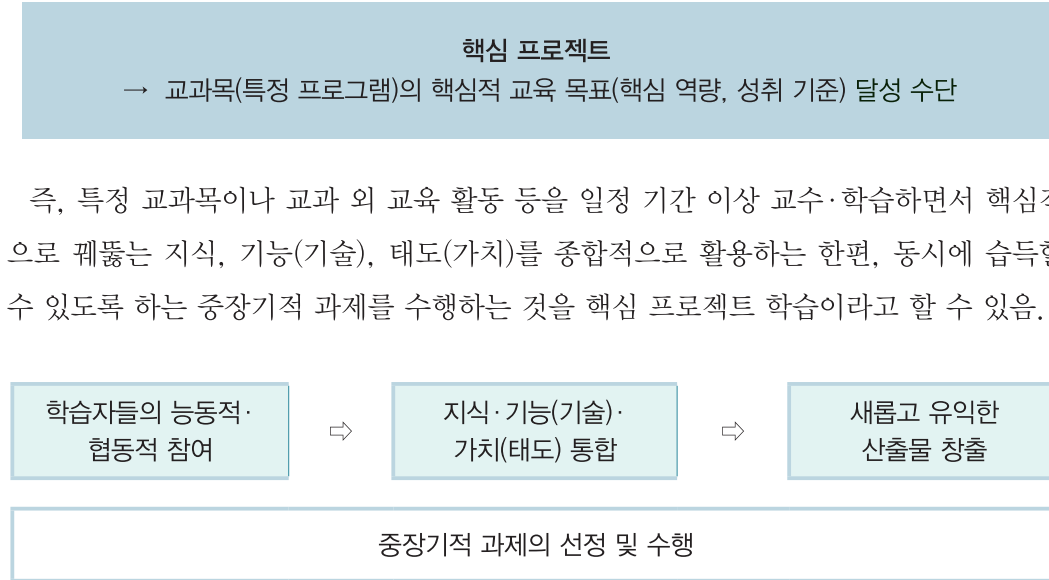 핵심 프로젝트
→ 교과목(특정 프로그램)의 핵심적 교육 목표(핵심 역량, 성취 기준) 달성 수단
즉, 특정 교과목이나 교과 외 교육 활동 등을 일정 기간 이상 교수·학습하면서 핵심적
으로 꿰뚫는 지식, 기능(기술), 태도(가치)를 종합적으로 활용하는 한편, 동시에 습득할
수 있도록 하는 중장기적 과제를 수행하는 것을 핵심 프로젝트 학습이라고 할 수 있음.
학습자들의 능동적·
협동적 참여
⇨
지식·기능(기술)·
가치(태도) 통합
⇨
새롭고 유익한
산출물 창출
중장기적 과제의 선정 및 수행